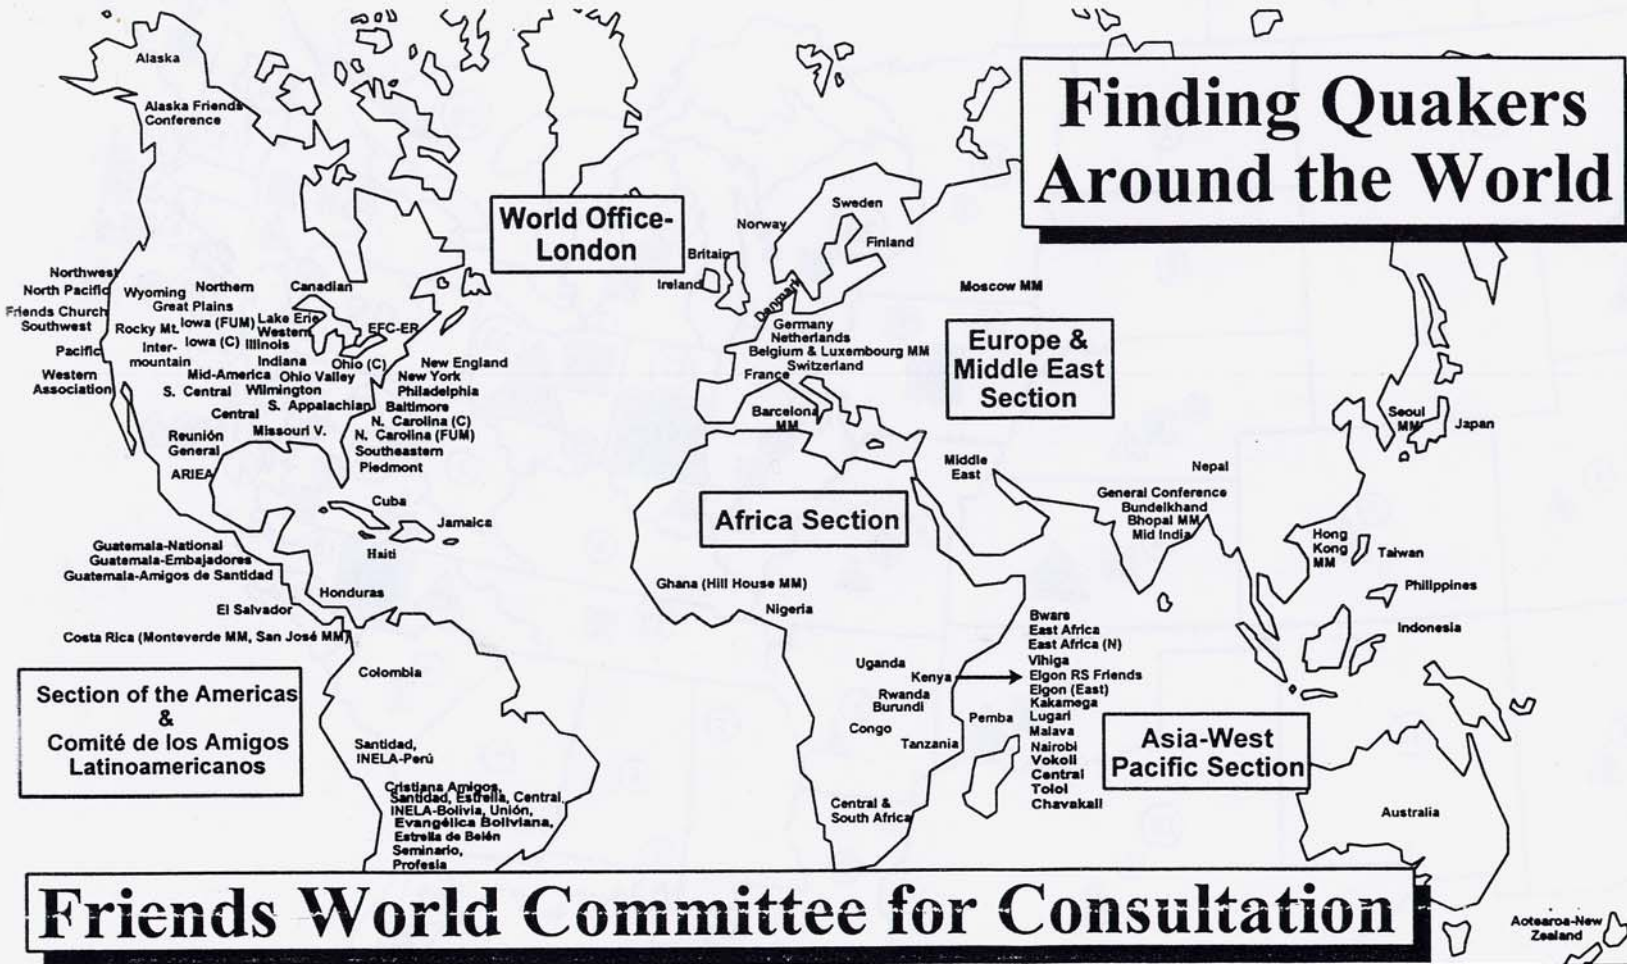 Finding Quakers
Around the World
Alaska
Alaska Friends
Conference
World Office-
London
Norway
Sweden
Finland
Britain
Ireland
Denmark
Moscow MM
Germany
Netherlands
Belgium & Luxembourg MM
Switzerland
France
Barcelona
MM
Europe &
Middle East
Section
Northwest
North Pacific
Friends Church
Southwest
Pacific
Western
Association
Wyoming
Northern
Canadian
Great Plains
Rocky Mt.
Iowa (FUM)
Lake Erie
Western
EFC-ER
Inter-
mountain
Iowa (C)
Illinois
Indiana
Ohio (C)
New England
Mid-America
Ohio Valley
New York
S. Central
Wilmington
Philadelphia
S. Appalachian
Baltimore
Central
N. Carolina (C)
Missouri V.
N. Carolina (FUM)
Southeastern
Piedmont
Reunión
General
ARIEA
Cuba
Jamaica
Haiti
Guatemala-National
Guatemala-Embajadores
Guatemala-Amigos de Santidad
Honduras
El Salvador
Costa Rica (Monteverde MM, San José MM)
Section of the Americas
&
Comité de los Amigos
Latinoamericanos
Colombia
Santidad,
INELA-Perú
Cristiana Amigos,
Santidad, Estrella, Central,
INELA-Bolivia, Unión,
Evangélica Boliviana,
Estrella de Belén
Seminario,
Profesia
Africa Section
Ghana (Hill House MM)
Nigeria
Uganda
Kenya
Rwanda
Burundi
Congo
Tanzania
Pemba
Central &
South Africa
Bware
East Africa
East Africa (N)
Vihiga
Elgon RS Friends
Elgon (East)
Kakamega
Lugari
Malava
Nairobi
Vokoli
Central
Tolol
Chavakali
Middle
East
Nepal
General Conference
Bundelkhand
Bhopal MM
Mid India
Seoul
MM
Japan
Hong
Kong
MM
Taiwan
Philippines
Indonesia
Asia-West
Pacific Section
Australia
Aotearoa-New
Zealand
Friends World Committee for Consultation